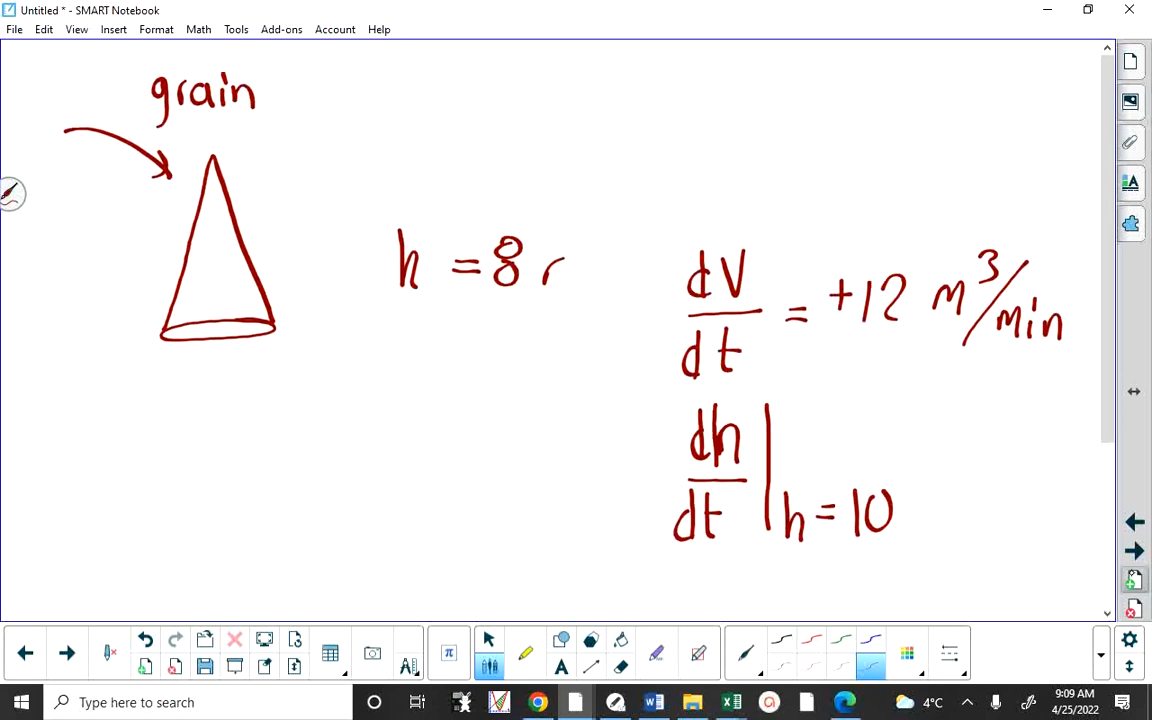 Untitled * - SMART Notebook
File Edit View Insert Format Math Tools Add-ons Account Help
grain
h = 8 r
dV/dt = +12 m³/min
dh/dt | h = 10
π
A
Type here to search
4°C
9:09 AM
4/25/2022